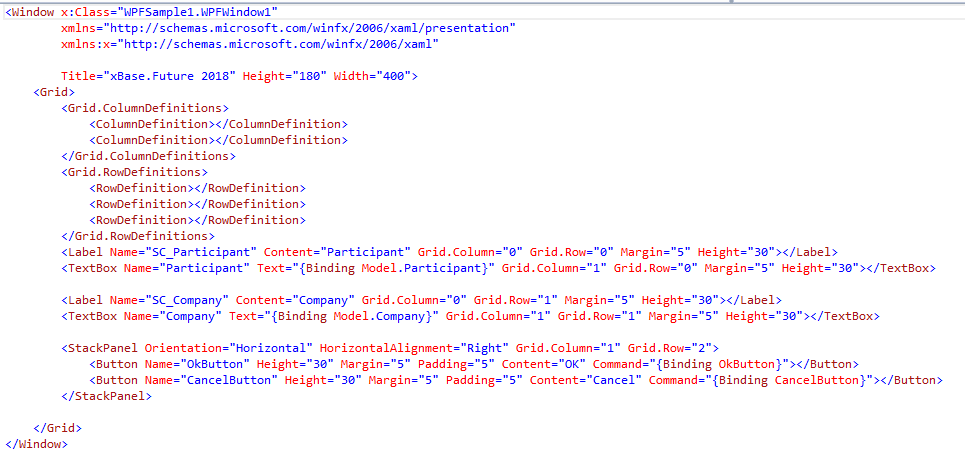 <Window x:Class="WPFSample1.WPFWindow1"
        xmlns="http://schemas.microsoft.com/winfx/2006/xaml/presentation"
        xmlns:x="http://schemas.microsoft.com/winfx/2006/xaml"
        Title="xBase.Future 2018" Height="180" Width="400">
    <Grid>
        <Grid.ColumnDefinitions>
            <ColumnDefinition></ColumnDefinition>
            <ColumnDefinition></ColumnDefinition>
        </Grid.ColumnDefinitions>
        <Grid.RowDefinitions>
            <RowDefinition></RowDefinition>
            <RowDefinition></RowDefinition>
            <RowDefinition></RowDefinition>
        </Grid.RowDefinitions>
        <Label Name="SC_Participant" Content="Participant" Grid.Column="0" Grid.Row="0" Margin="5" Height="30"></Label>
        <TextBox Name="Participant" Text="{Binding Model.Participant}" Grid.Column="1" Grid.Row="0" Margin="5" Height="30"></TextBox>
        <Label Name="SC_Company" Content="Company" Grid.Column="0" Grid.Row="1" Margin="5" Height="30"></Label>
        <TextBox Name="Company" Text="{Binding Model.Company}" Grid.Column="1" Grid.Row="1" Margin="5" Height="30"></TextBox>
        <StackPanel Orientation="Horizontal" HorizontalAlignment="Right" Grid.Column="1" Grid.Row="2">
            <Button Name="OkButton" Height="30" Margin="5" Padding="5" Content="OK" Command="{Binding OkButton}"></Button>
            <Button Name="CancelButton" Height="30" Margin="5" Padding="5" Content="Cancel" Command="{Binding CancelButton}"></Button>
        </StackPanel>
    </Grid>
</Window>